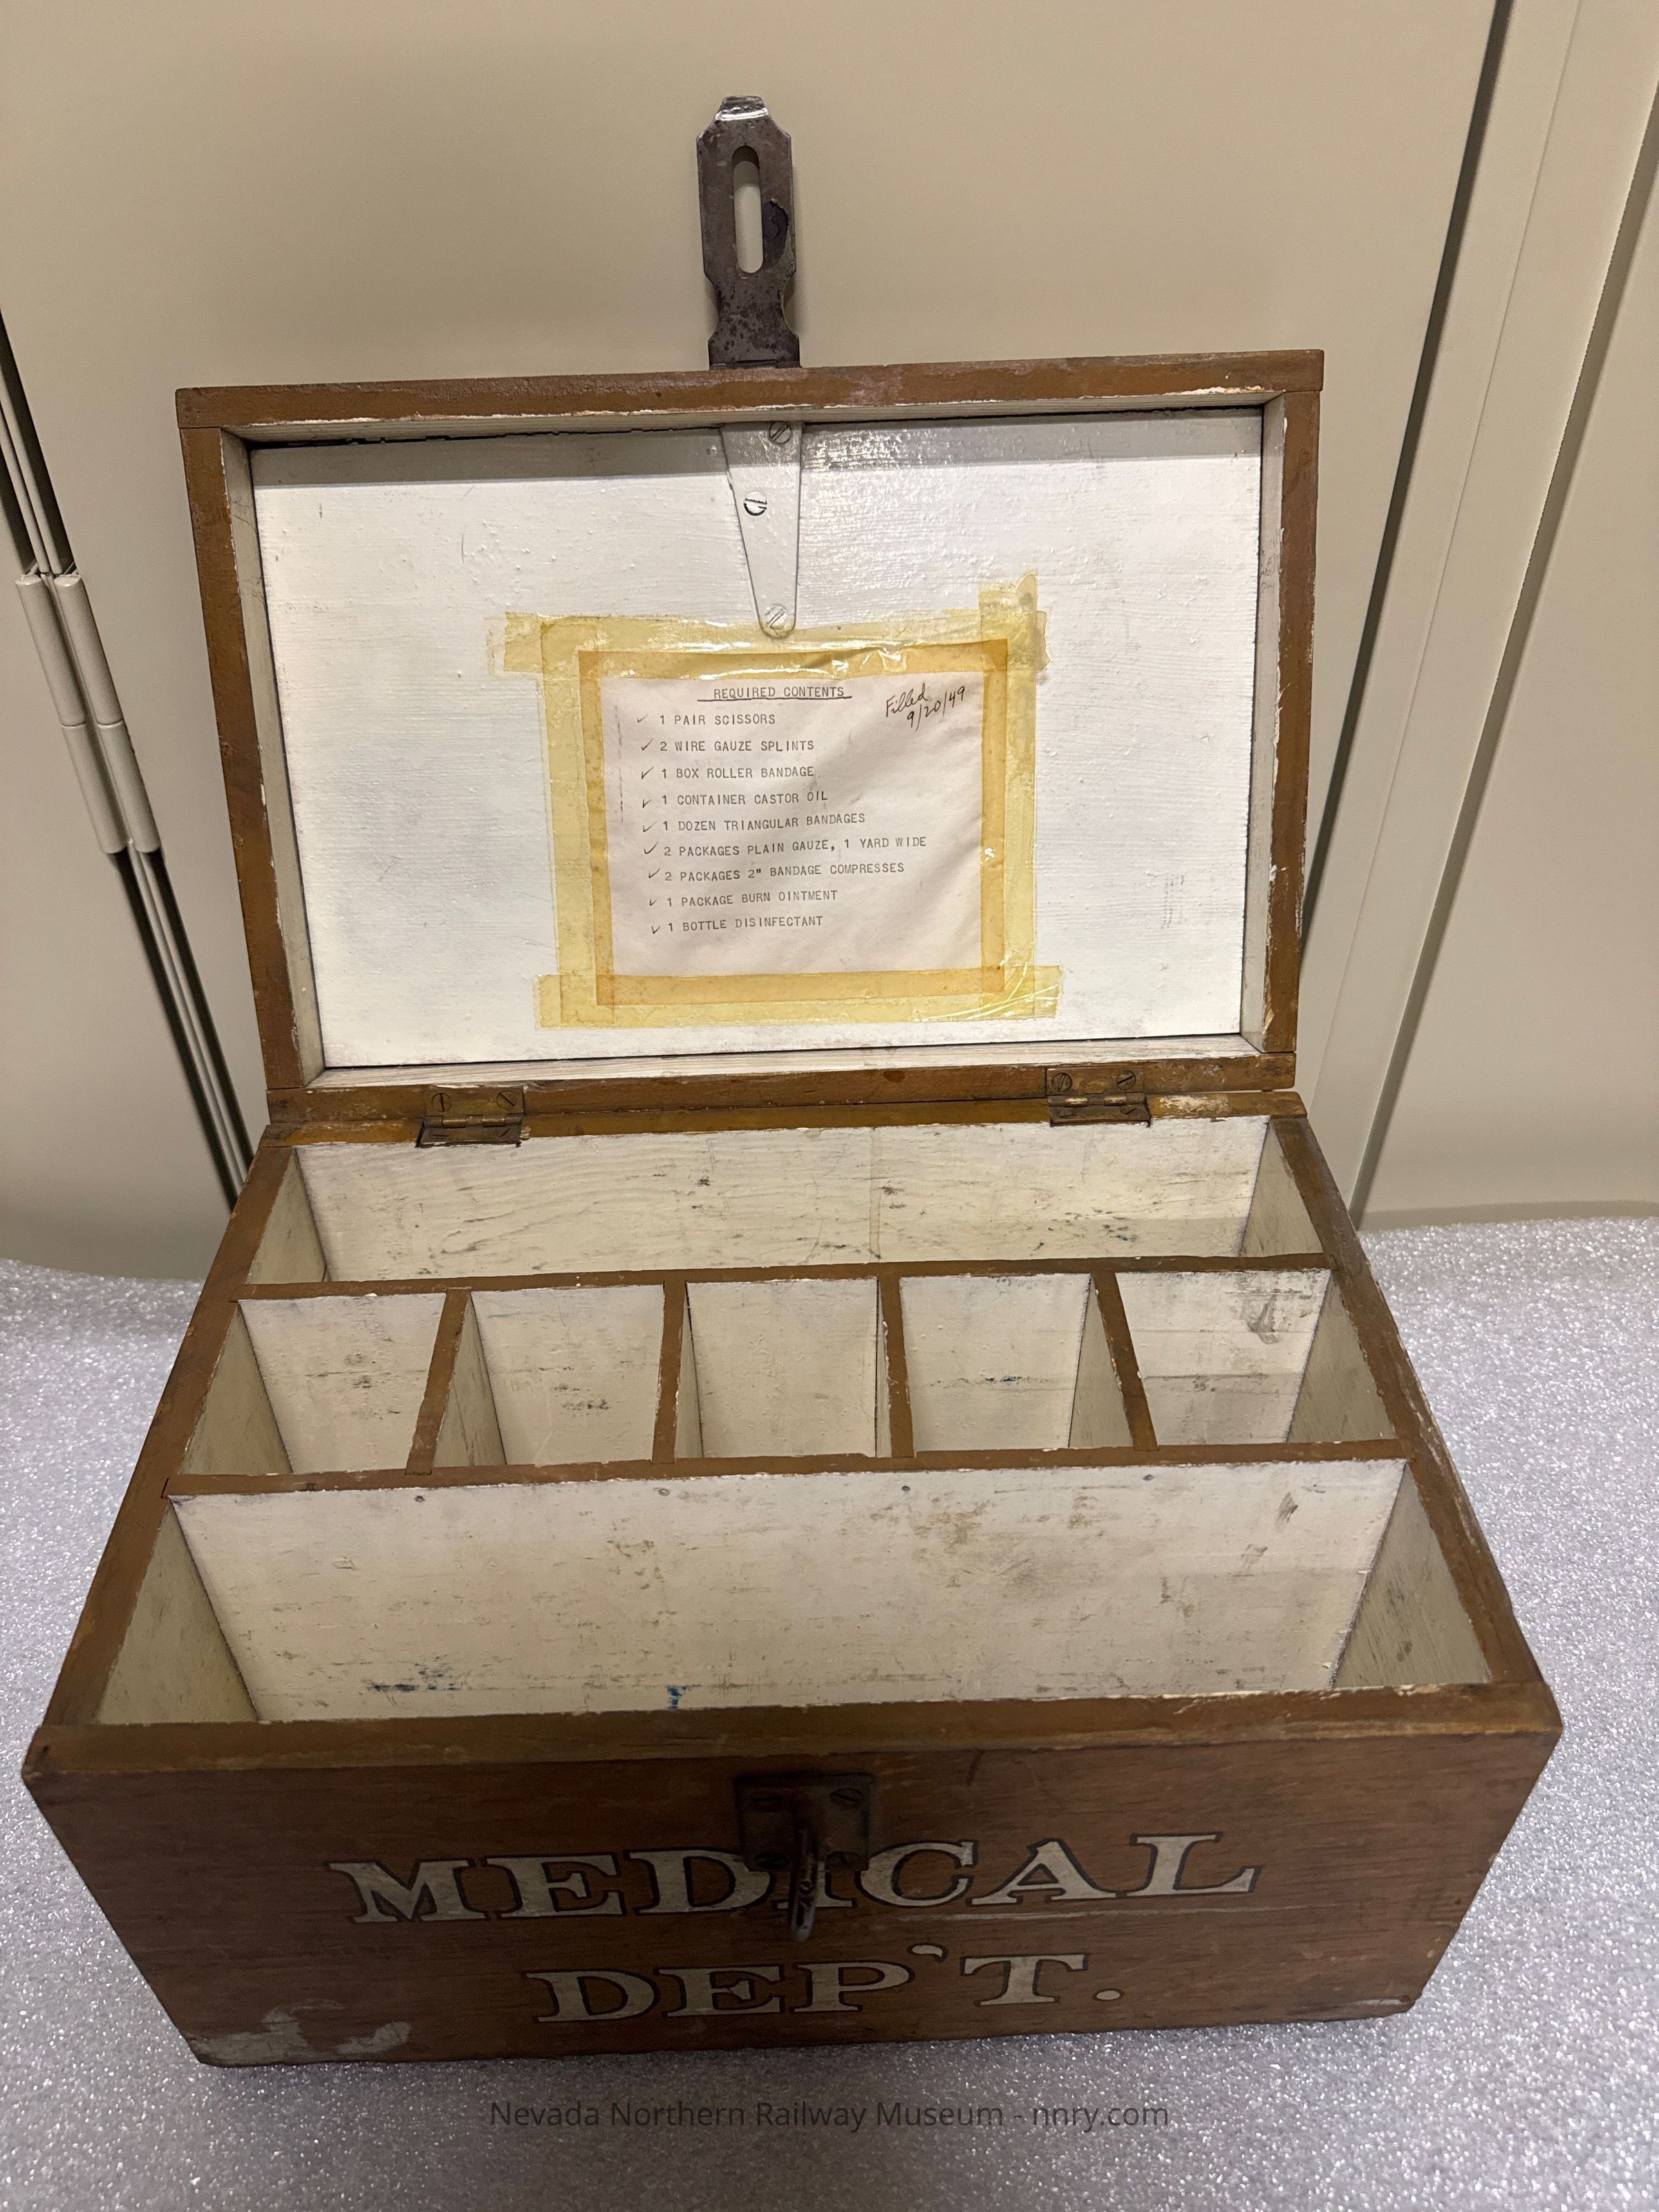 REQUIRED CONTENTS
Filled
9/20/49
✓ 1 PAIR SCISSORS
✓ 2 WIRE GAUZE SPLINTS
✓ 1 BOX ROLLER BANDAGE
✓ 1 CONTAINER CASTOR OIL
✓ 1 DOZEN TRIANGULAR BANDAGES
✓ 2 PACKAGES PLAIN GAUZE, 1 YARD WIDE
✓ 2 PACKAGES 2" BANDAGE COMPRESSES
✓ 1 PACKAGE BURN OINTMENT
✓ 1 BOTTLE DISINFECTANT
MEDICAL
DEP'T.
Nevada Northern Railway Museum - nnry.com